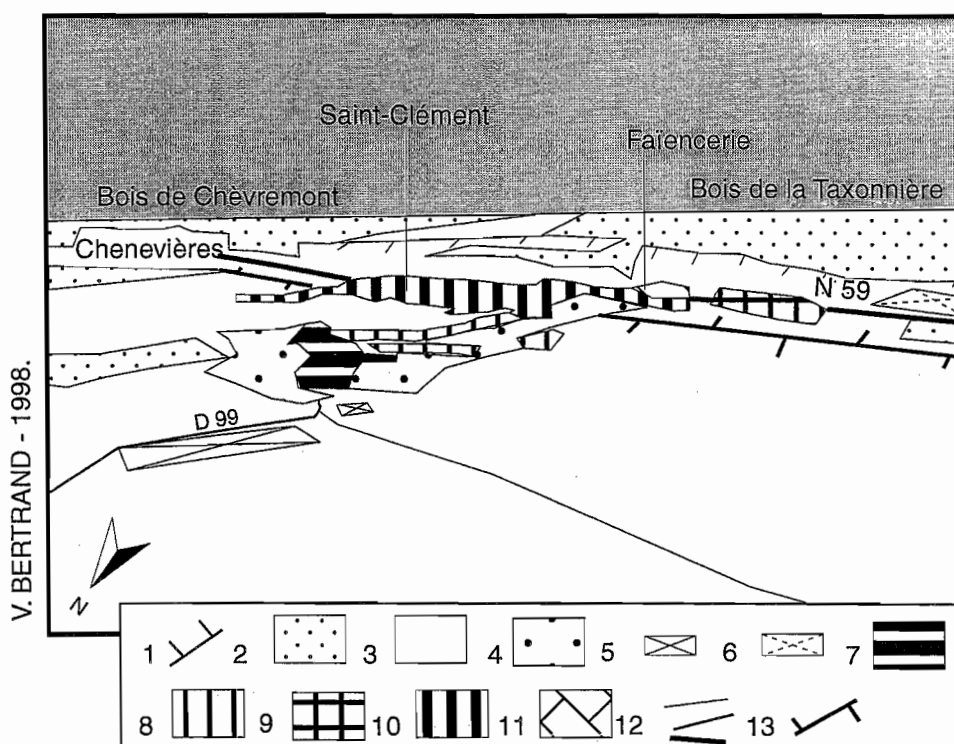 Saint-Clément
Faïencerie
Bois de Chèvremont
Bois de la Taxonnière
Chenevières
N 59
D 99
N
V. BERTRAND - 1998.
1 2 3 4 5 6 7
8 9 10 11 12 13